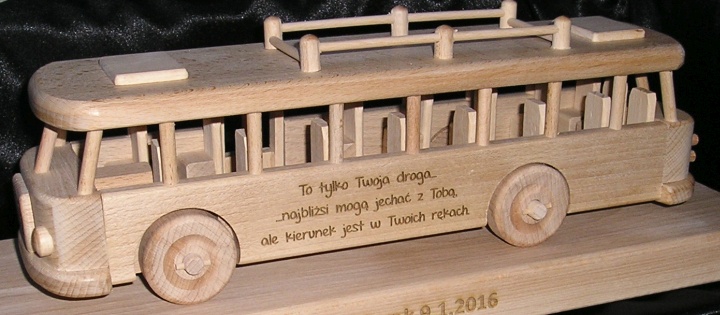 To tylko Twoja droga...
...najbliżsi mogą jechać z Tobą,
ale kierunek jest w Twoich rękach
9.1.2016